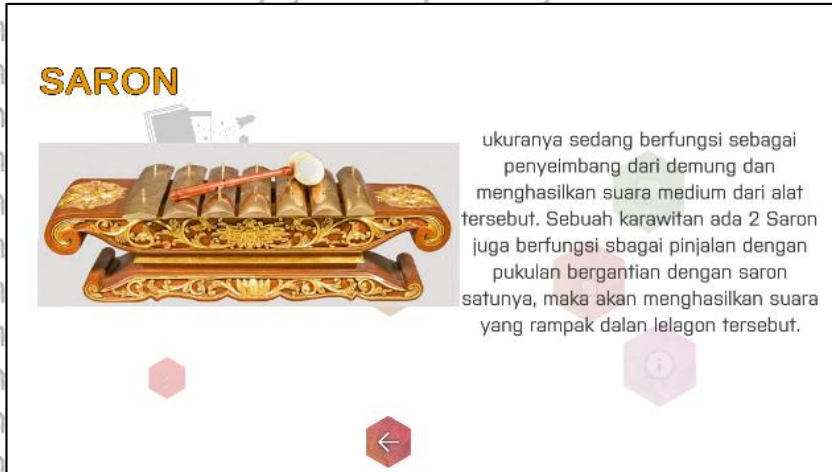 SARON
ukuranya sedang berfungsi sebagai
penyeimbang dari demung dan
menghasilkan suara medium dari alat
tersebut. Sebuah karawitan ada 2 Saron
juga berfungsi sbagai pinjalan dengan
pukulan bergantian dengan saron
satunya, maka akan menghasilkan suara
yang rampak dalan lelagon tersebut.